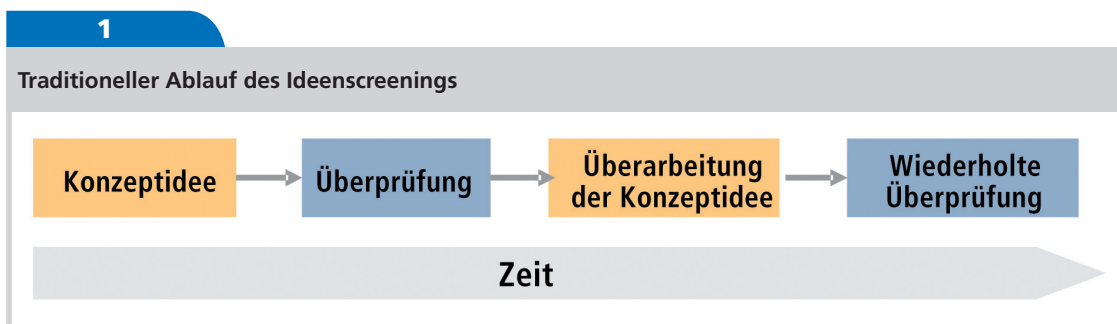 1
Traditioneller Ablauf des Ideenscreenings
Konzeptidee
Überprüfung
Überarbeitung
der Konzeptidee
Wiederholte
Überprüfung
Zeit